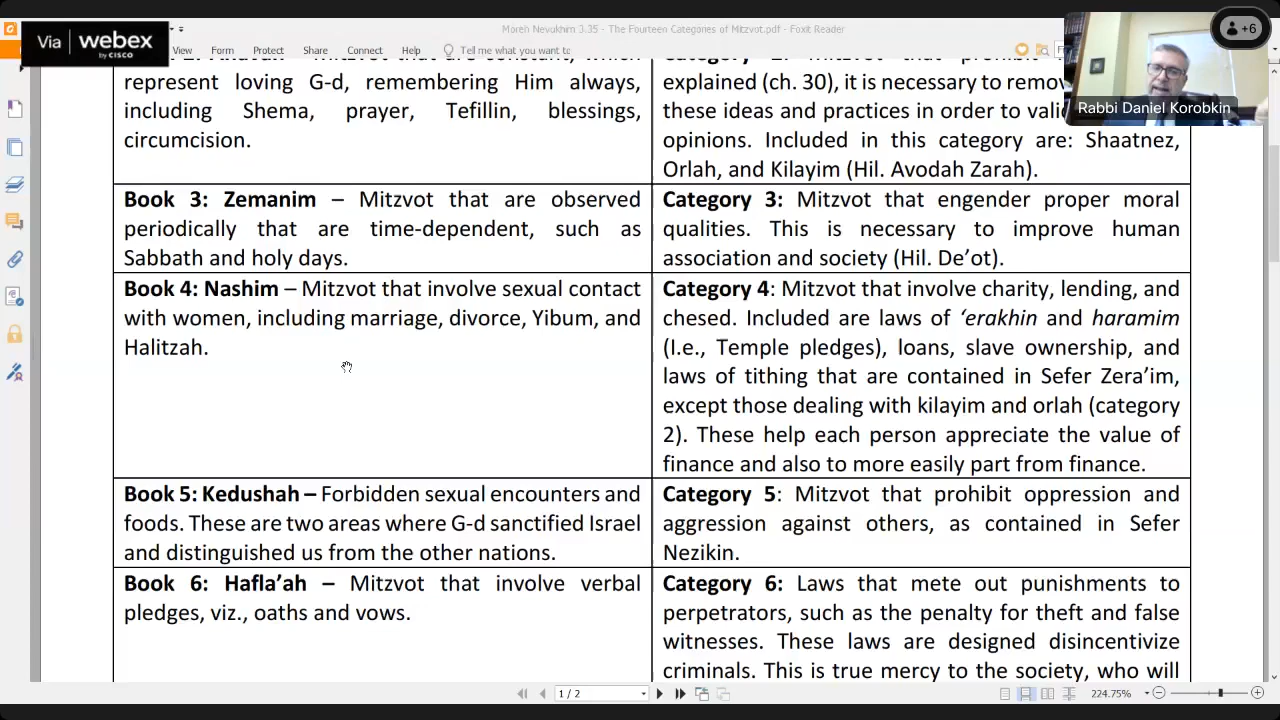 Via webex
by CISCO
Moreh Nevukhim 3.35 - The Fourteen Categories of Mitzvot.pdf - Foxit Reader
View Form Protect Share Connect Help Tell me what you want to
+6
Rabbi Daniel Korobkin
represent loving G-d, remembering Him always,
including Shema, prayer, Tefillin, blessings,
circumcision.
explained (ch. 30), it is necessary to remov
these ideas and practices in order to valid
opinions. Included in this category are: Shaatnez,
Orlah, and Kilayim (Hil. Avodah Zarah).
Book 3: Zemanim – Mitzvot that are observed
periodically that are time-dependent, such as
Sabbath and holy days.
Category 3: Mitzvot that engender proper moral
qualities. This is necessary to improve human
association and society (Hil. De’ot).
Book 4: Nashim – Mitzvot that involve sexual contact
with women, including marriage, divorce, Yibum, and
Halitzah.
Category 4: Mitzvot that involve charity, lending, and
chesed. Included are laws of ‘erakhin and haramim
(I.e., Temple pledges), loans, slave ownership, and
laws of tithing that are contained in Sefer Zera’im,
except those dealing with kilayim and orlah (category
2). These help each person appreciate the value of
finance and also to more easily part from finance.
Book 5: Kedushah – Forbidden sexual encounters and
foods. These are two areas where G-d sanctified Israel
and distinguished us from the other nations.
Category 5: Mitzvot that prohibit oppression and
aggression against others, as contained in Sefer
Nezikin.
Book 6: Hafla’ah – Mitzvot that involve verbal
pledges, viz., oaths and vows.
Category 6: Laws that mete out punishments to
perpetrators, such as the penalty for theft and false
witnesses. These laws are designed disincentivize
criminals. This is true mercy to the society, who will
1 / 2
224.75%